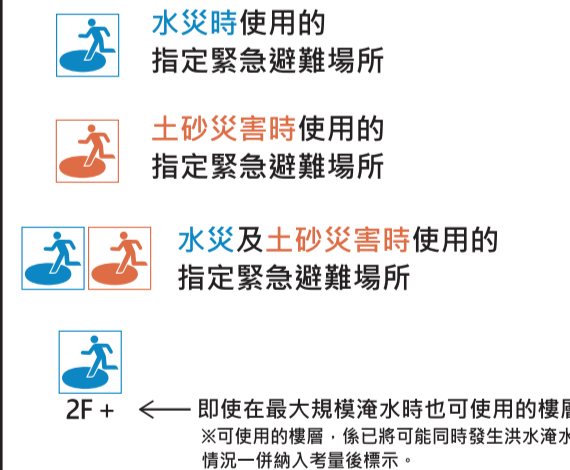 水災時使用的
指定緊急避難場所
土砂災害時使用的
指定緊急避難場所
水災及土砂災害時使用的
指定緊急避難場所
2F + ← 即使在最大規模淹水時也可使用的樓層
※可使用的樓層，係已將可能同時發生洪水淹水
情況一併納入考量後標示。